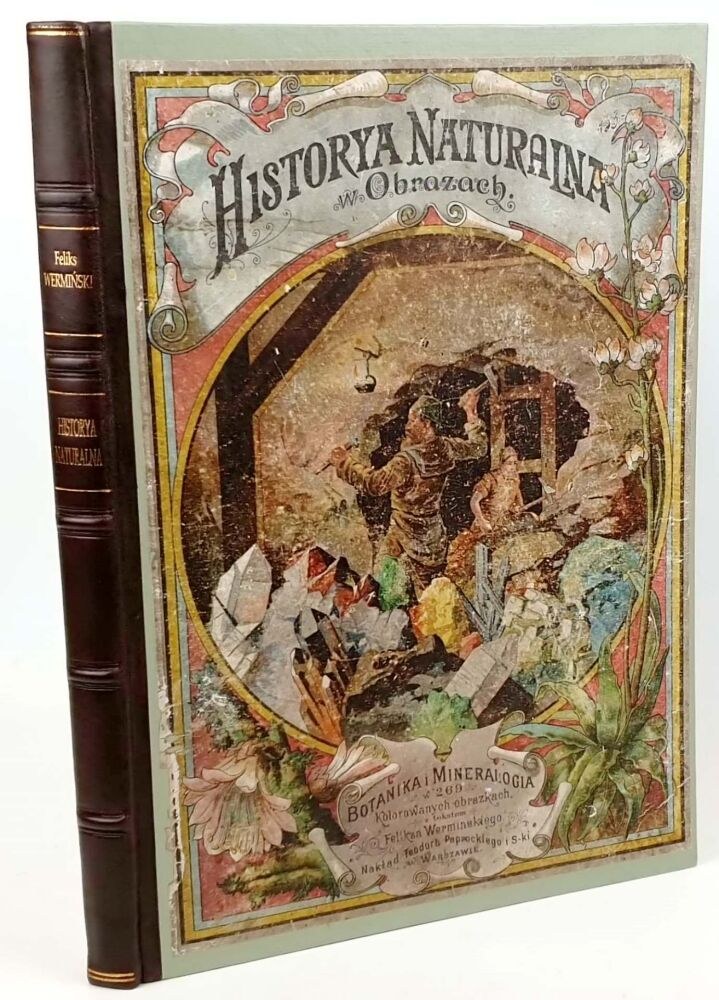 Feliks
WERMIŃSKI
HISTORYA
NATURALNA
HISTORYA NATURALNA
w Obrazach.
BOTANIKA i MINERALOGIA
w 269
Kolorowanych obrazkach.
z tekstem
Feliksa Wermińskiego.
Nakład Teodora Paprockiego i S-ki
w WARSZAWIE.